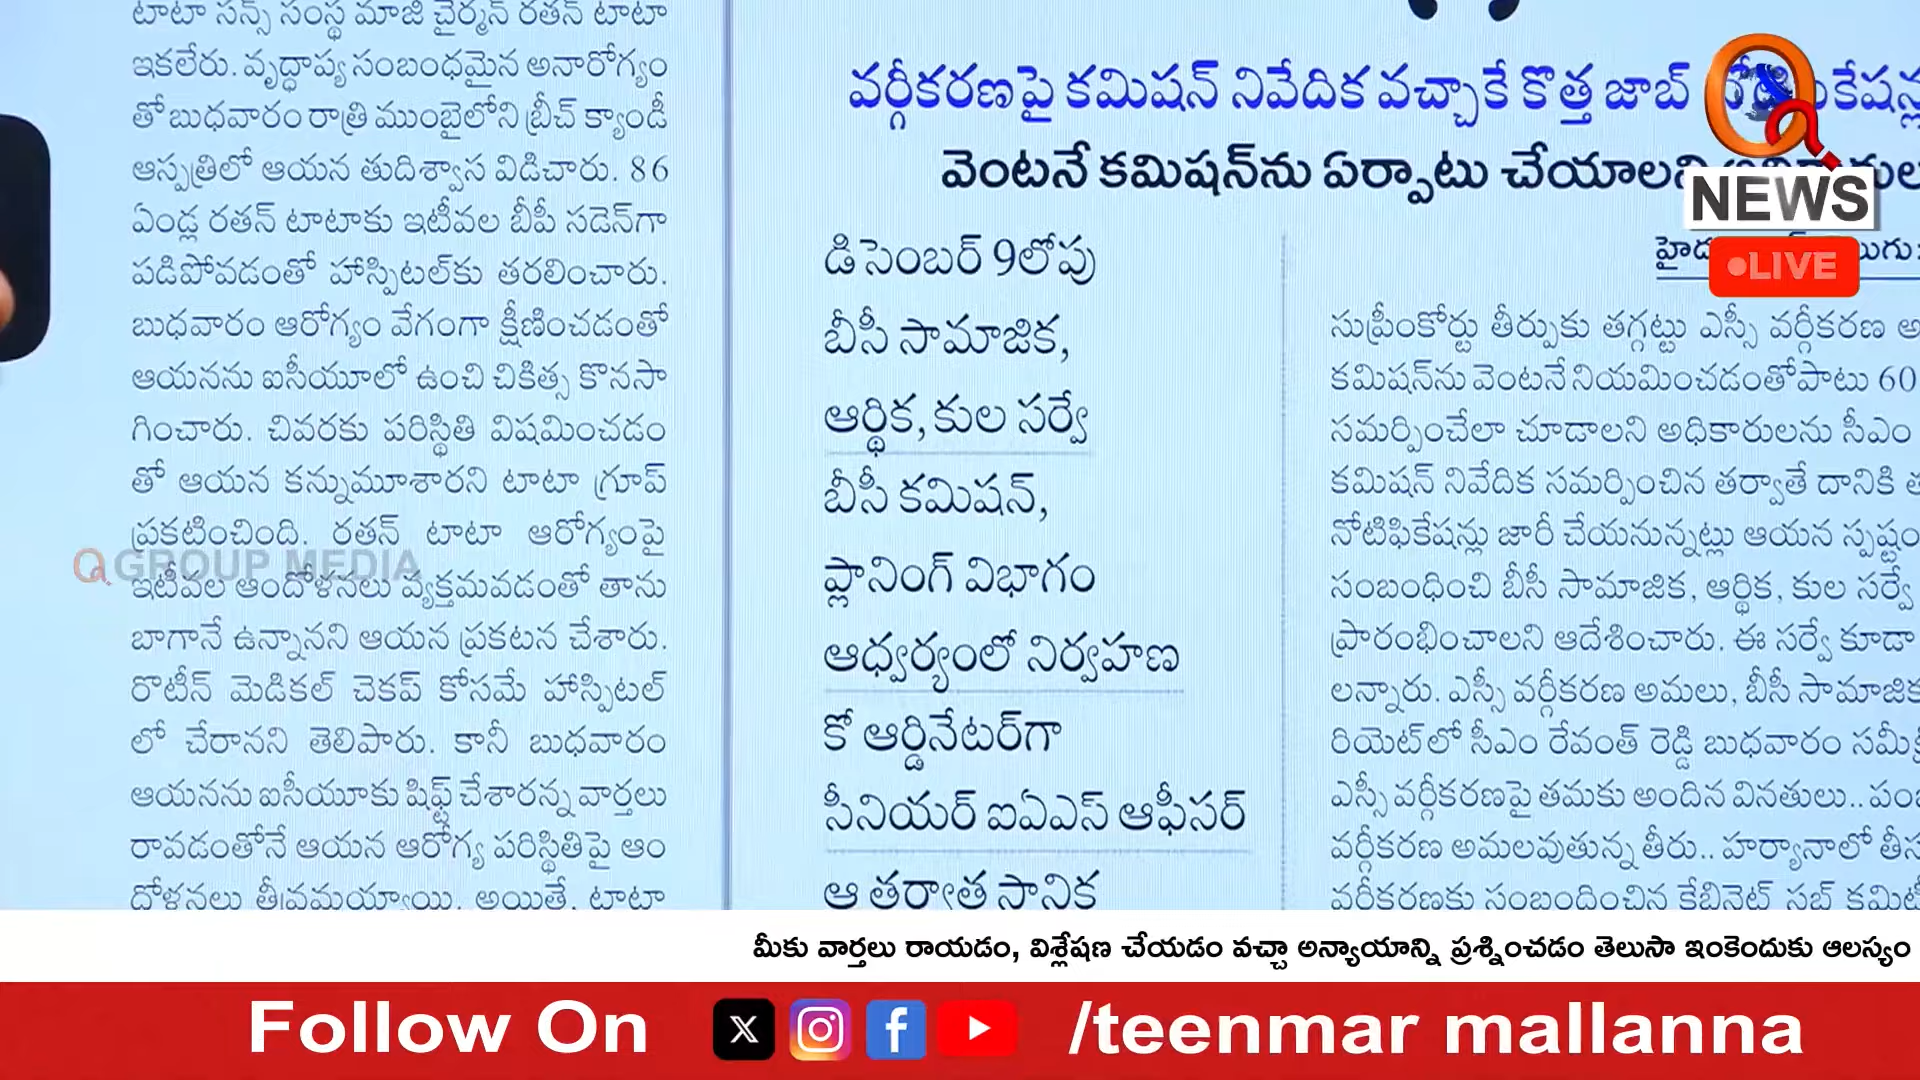 టాటా సన్స్ సంస్థ మాజీ చైర్మన్ రతన్ టాటా
ఇకలేరు. వృద్ధాప్య సంబంధమైన అనారోగ్యం
తో బుధవారం రాత్రి ముంబైలోని బ్రీచ్ క్యాండీ
ఆస్పత్రిలో ఆయన తుదిశ్వాస విడిచారు. 86
ఏండ్ల రతన్ టాటాకు ఇటీవల బీపీ సడెన్‌గా
పడిపోవడంతో హాస్పిటల్‌కు తరలించారు.
బుధవారం ఆరోగ్యం వేగంగా క్షీణించడంతో
ఆయనను ఐసీయూలో ఉంచి చికిత్స కొనసా
గించారు. చివరకు పరిస్థితి విషమించడం
తో ఆయన కన్నుమూశారని టాటా గ్రూప్
ప్రకటించింది. రతన్ టాటా ఆరోగ్యంపై
ఇటీవల ఆందోళనలు వ్యక్తమవడంతో తాను
బాగానే ఉన్నానని ఆయన ప్రకటన చేశారు.
రొటీన్ మెడికల్ చెకప్ కోసమే హాస్పిటల్
లో చేరానని తెలిపారు. కానీ బుధవారం
ఆయనను ఐసీయూకు షిఫ్ట్ చేశారన్న వార్తలు
రావడంతోనే ఆయన ఆరోగ్య పరిస్థితిపై ఆం
దోళనలు తీవ్రమయ్యాయి. అయితే, టాటా
Q GROUP MEDIA
వర్గీకరణపై కమిషన్ నివేదిక వచ్చాకే కొత్త జాబ్
వెంటనే కమిషన్‌ను ఏర్పాటు చేయాలని
డిసెంబర్ 9లోపు
బీసీ సామాజిక,
ఆర్థిక, కుల సర్వే
బీసీ కమిషన్,
ప్లానింగ్ విభాగం
ఆధ్వర్యంలో నిర్వహణ
కో ఆర్డినేటర్‌గా
సీనియర్ ఐఏఎస్ ఆఫీసర్
ఆ తర్వాత స్థానిక
సుప్రీంకోర్టు తీర్పుకు తగ్గట్టు ఎస్సీ వర్గీకరణ
కమిషన్‌ను వెంటనే నియమించడంతోపాటు 60
సమర్పించేలా చూడాలని అధికారులను సీఎం
కమిషన్ నివేదిక సమర్పించిన తర్వాతే దానికి
నోటిఫికేషన్లు జారీ చేయనున్నట్లు ఆయన
సంబంధించి బీసీ సామాజిక, ఆర్థిక, కుల సర్వే
ప్రారంభించాలని ఆదేశించారు. ఈ సర్వే కూడా
లన్నారు. ఎస్సీ వర్గీకరణ అమలు, బీసీ సామాజిక
రియెట్‌లో సీఎం రేవంత్ రెడ్డి బుధవారం
ఎస్సీ వర్గీకరణపై తమకు అందిన వినతులు..
వర్గీకరణ అమలవుతున్న తీరు.. హర్యానాలో
వర్గీకరణకు సంబంధించిన కేబినెట్ సబ్
Q
NEWS
LIVE
మీకు వార్తలు రాయడం, విశ్లేషణ చేయడం వచ్చా అన్యాయాన్ని ప్రశ్నించడం తెలుసా ఇంకెందుకు ఆలస్యం
Follow On /teenmar mallanna